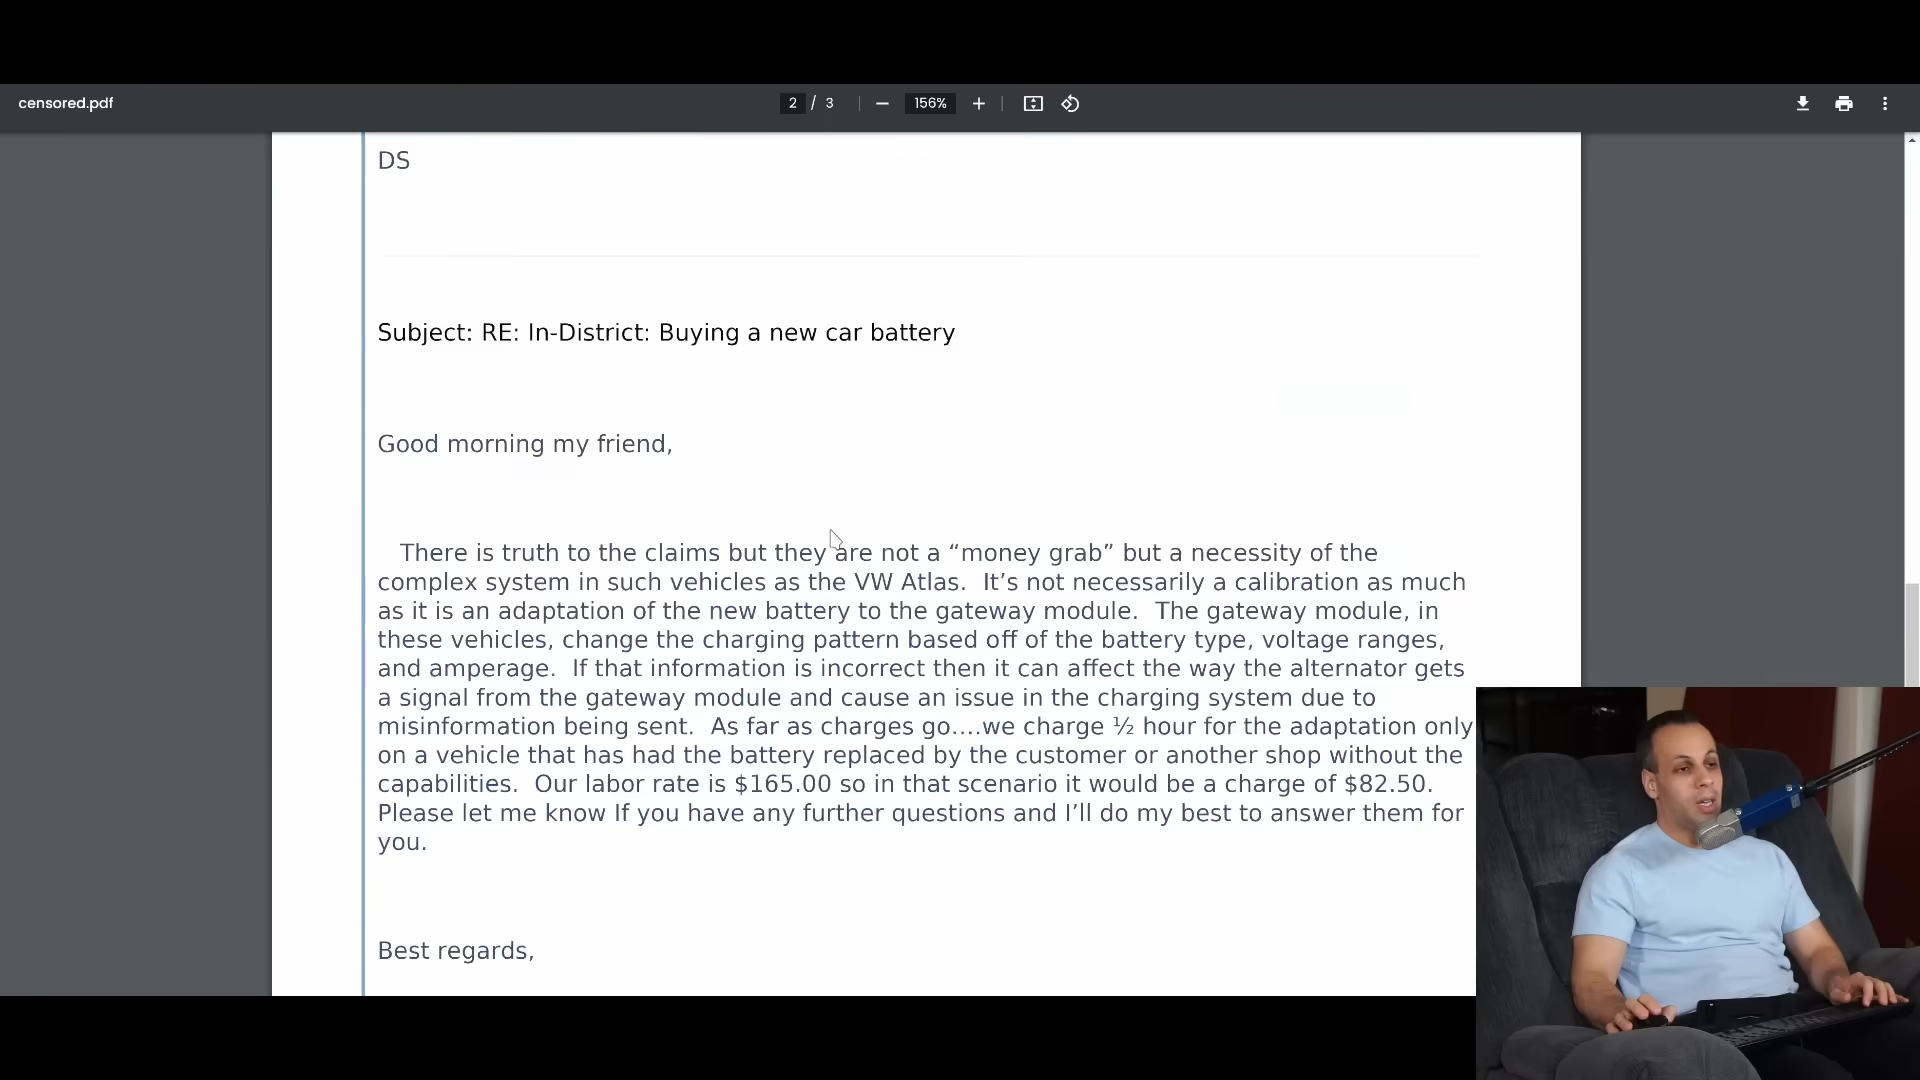 censored.pdf
2 / 3
156%
DS
Subject: RE: In-District: Buying a new car battery
Good morning my friend,
There is truth to the claims but they are not a “money grab” but a necessity of the
complex system in such vehicles as the VW Atlas.  It’s not necessarily a calibration as much
as it is an adaptation of the new battery to the gateway module.  The gateway module, in
these vehicles, change the charging pattern based off of the battery type, voltage ranges,
and amperage.  If that information is incorrect then it can affect the way the alternator gets
a signal from the gateway module and cause an issue in the charging system due to
misinformation being sent.  As far as charges go....we charge ½ hour for the adaptation only
on a vehicle that has had the battery replaced by the customer or another shop without the
capabilities.  Our labor rate is $165.00 so in that scenario it would be a charge of $82.50.
Please let me know If you have any further questions and I’ll do my best to answer them for
you.
Best regards,